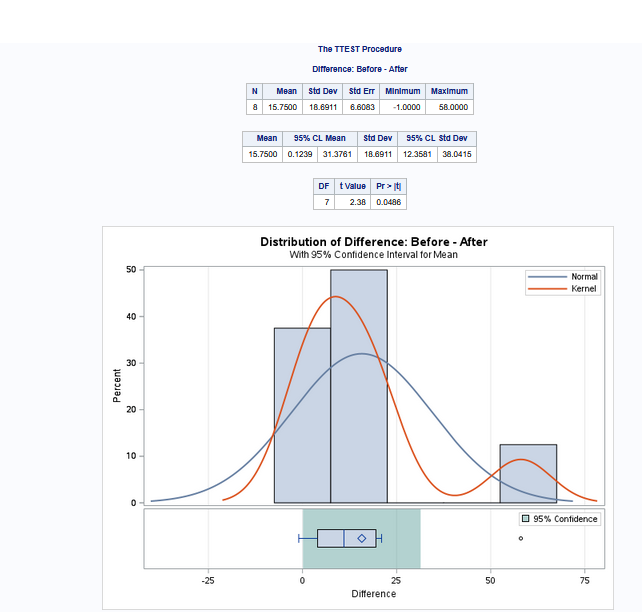 The TTEST Procedure
Difference: Before - After
N Mean Std Dev Std Err Minimum Maximum
8 15.7500 18.6911 6.6083 -1.0000 58.0000
Mean 95% CL Mean Std Dev 95% CL Std Dev
15.7500 0.1239 31.3761 18.6911 12.3581 38.0415
DF t Value Pr > |t|
7 2.38 0.0486
Distribution of Difference: Before - After
With 95% Confidence Interval for Mean
Normal
Kernel
50
40
30
20
10
0
Percent
95% Confidence
-25 0 25 50 75
Difference